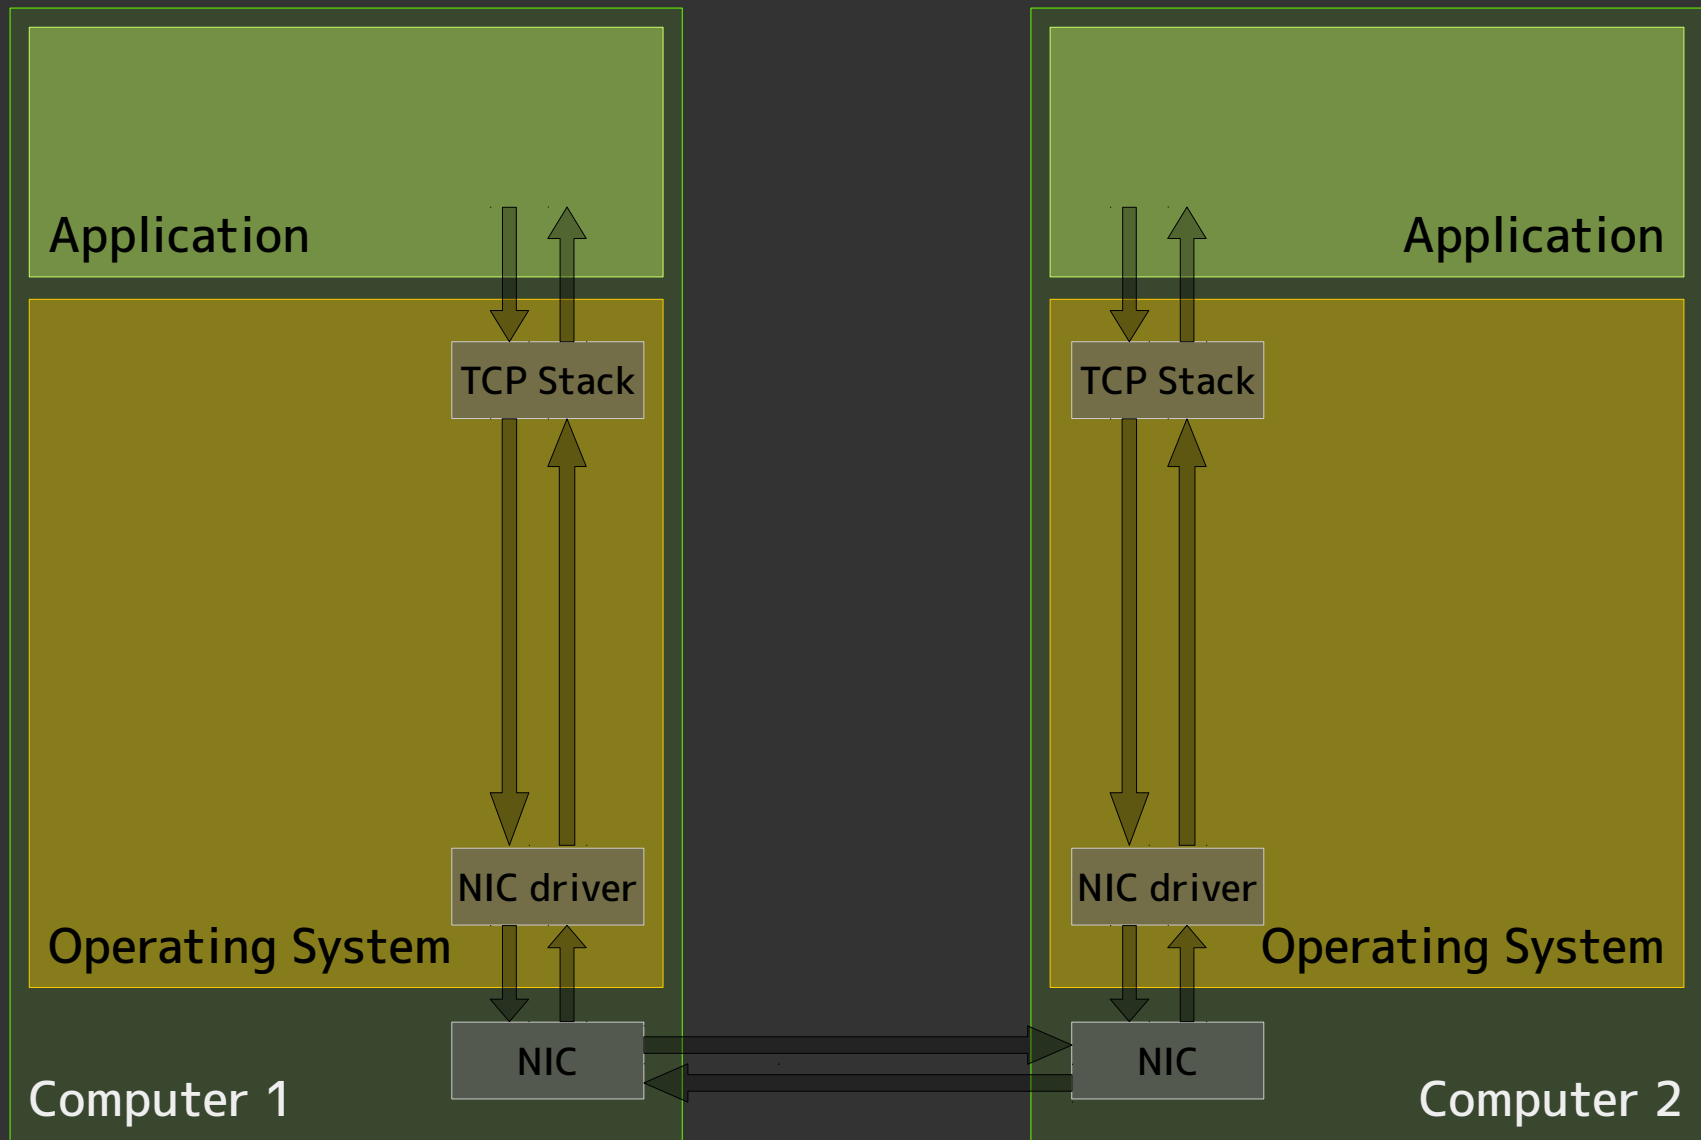 Application
Application
TCP Stack
TCP Stack
NIC driver
NIC driver
Operating System
Operating System
NIC
NIC
Computer 1
Computer 2